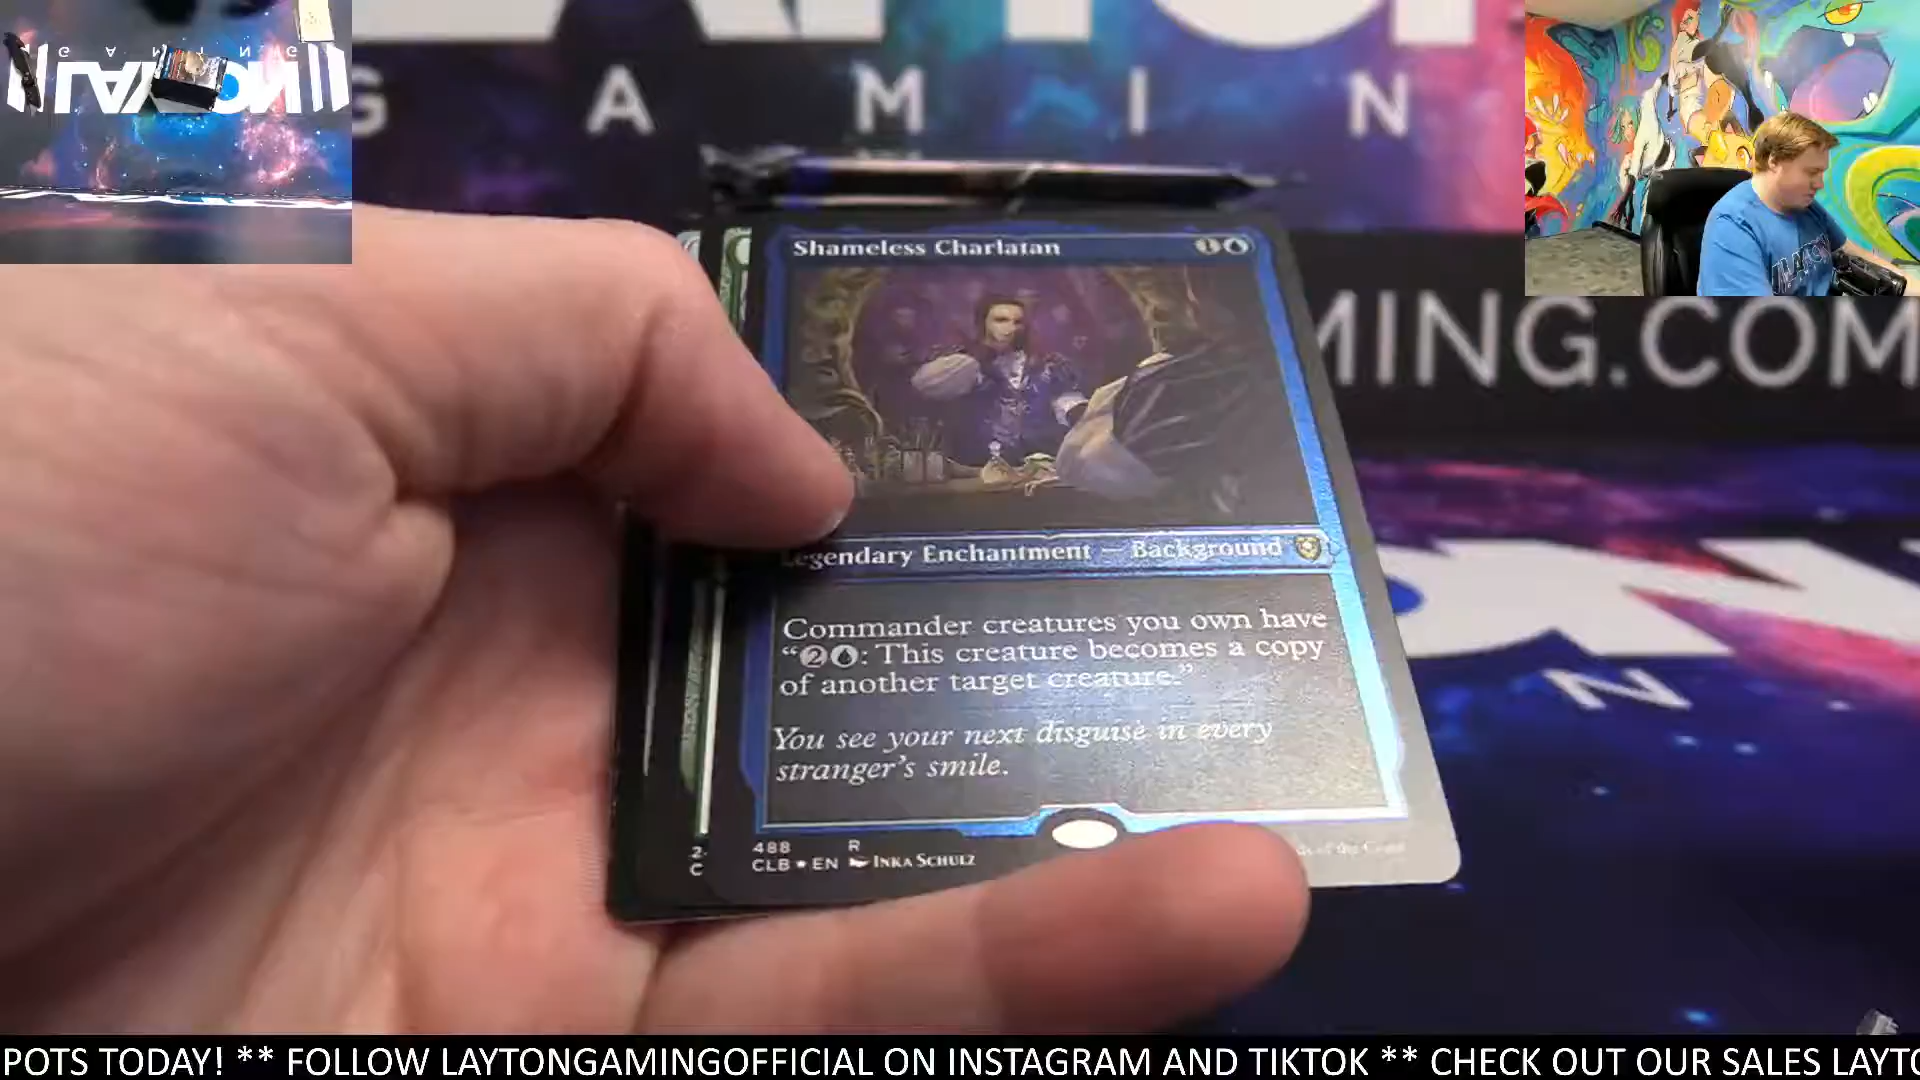 G A M I N G
G A M I N
Shameless Charlatan 1
MING.COM
Legendary Enchantment — Background
Commander creatures you own have
“2: This creature becomes a copy
of another target creature.”
You see your next disguise in every
stranger's smile.
488 R
CLB ★ EN INKA SCHULZ
POTS TODAY! ** FOLLOW LAYTONGAMINGOFFICIAL ON INSTAGRAM AND TIKTOK ** CHECK OUT OUR SALES LAYTO